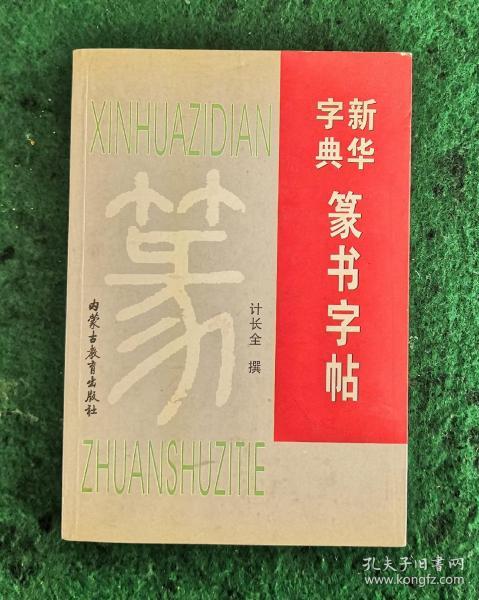 XINHUAZIDIAN
新华
字典
篆书字帖
篆
计长全 撰
内蒙古教育出版社
ZHUANSHUZITIE
孔夫子旧书网
www.kongfz.com